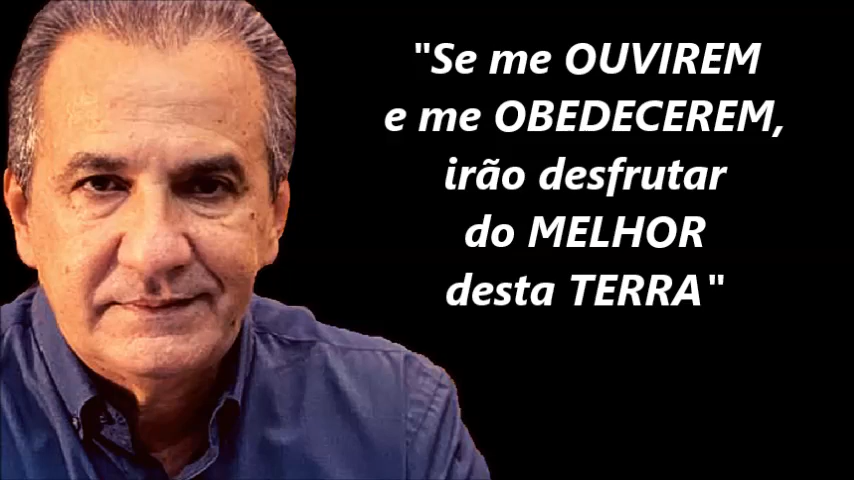 "Se me OUVIREM
e me OBEDECEREM,
irão desfrutar
do MELHOR
desta TERRA"